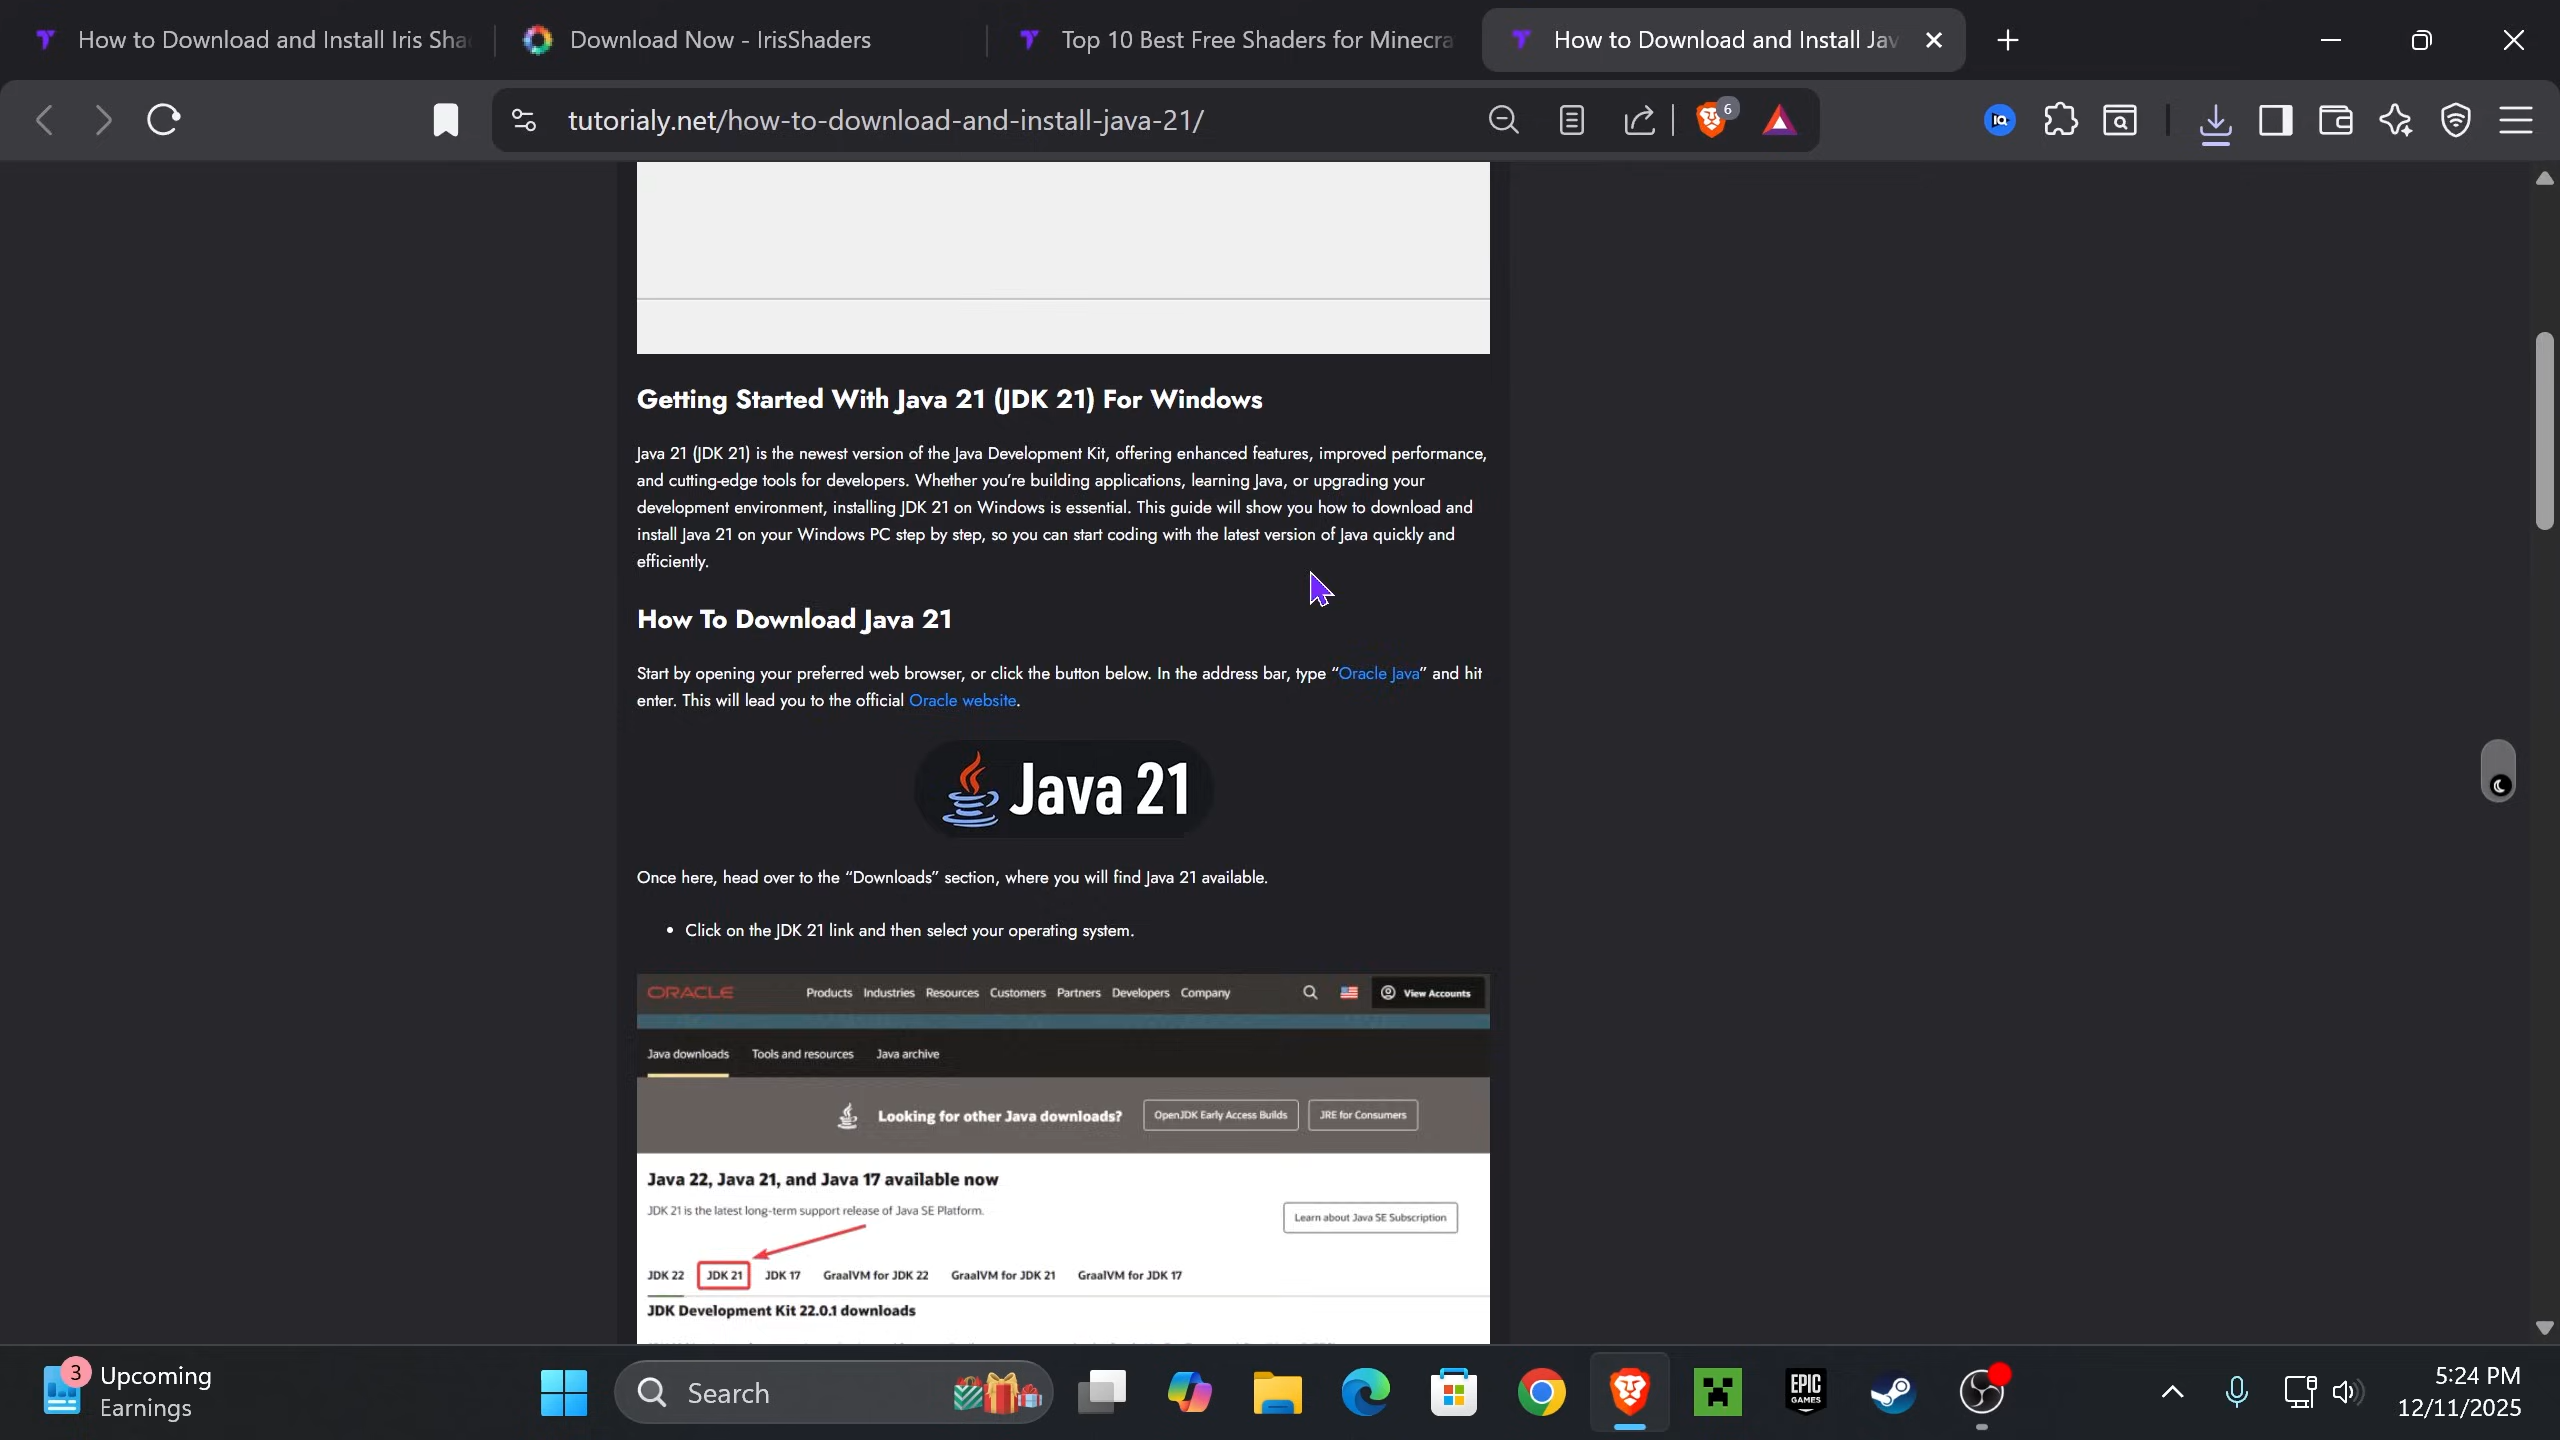 How to Download and Install Iris Sha
Download Now - IrisShaders
Top 10 Best Free Shaders for Minecra
How to Download and Install Jav
tutorialy.net/how-to-download-and-install-java-21/
6
Getting Started With Java 21 (JDK 21) For Windows
Java 21 (JDK 21) is the newest version of the Java Development Kit, offering enhanced features, improved performance,
and cutting-edge tools for developers. Whether you're building applications, learning Java, or upgrading your
development environment, installing JDK 21 on Windows is essential. This guide will show you how to download and
install Java 21 on your Windows PC step by step, so you can start coding with the latest version of Java quickly and
efficiently.
How To Download Java 21
Start by opening your preferred web browser, or click the button below. In the address bar, type “Oracle Java” and hit
enter. This will lead you to the official Oracle website.
Java 21
Once here, head over to the “Downloads” section, where you will find Java 21 available.
• Click on the JDK 21 link and then select your operating system.
ORACLE Products Industries Resources Customers Partners Developers Company View Accounts
Java downloads Tools and resources Java archive
Looking for other Java downloads? OpenJDK Early Access Builds JRE for Consumers
Java 22, Java 21, and Java 17 available now
JDK 21 is the latest long-term support release of Java SE Platform.
Learn about Java SE Subscription
JDK 22 JDK 21 JDK 17 GraalVM for JDK 22 GraalVM for JDK 21 GraalVM for JDK 17
JDK Development Kit 22.0.1 downloads
3
Upcoming
Earnings
Search
EPIC
GAMES
5:24 PM
12/11/2025